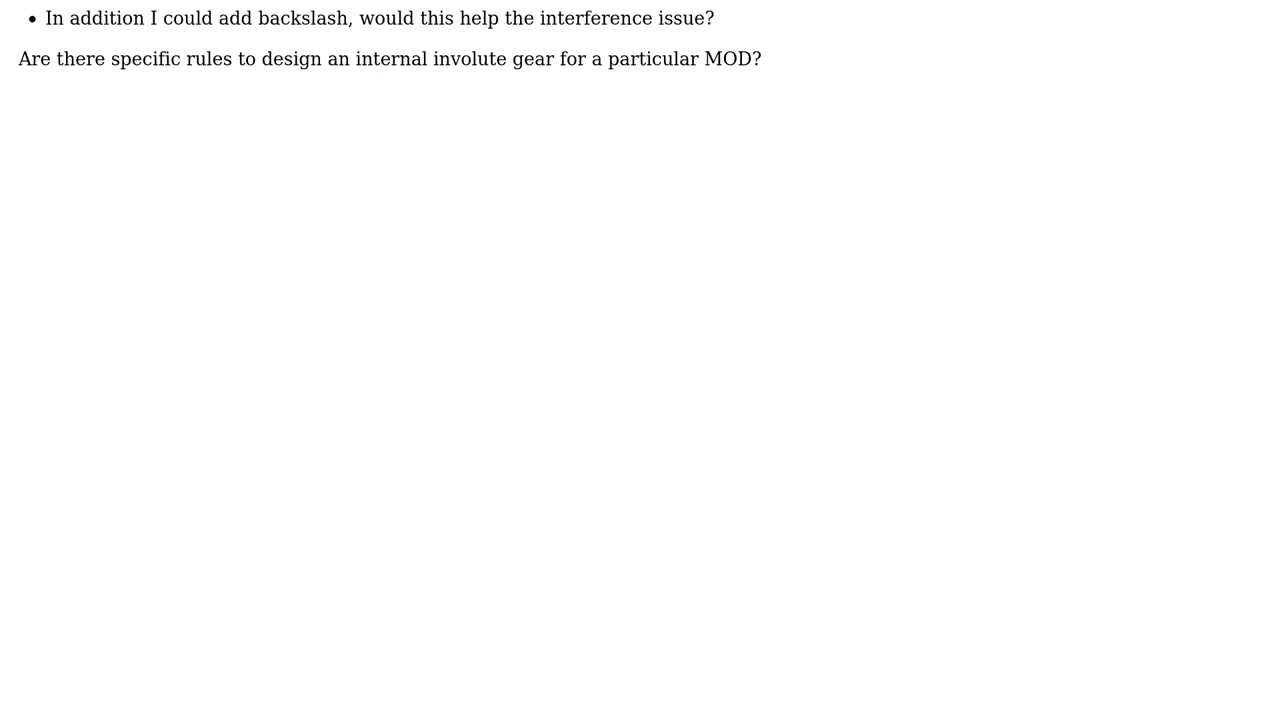 • In addition I could add backslash, would this help the interference issue?
Are there specific rules to design an internal involute gear for a particular MOD?